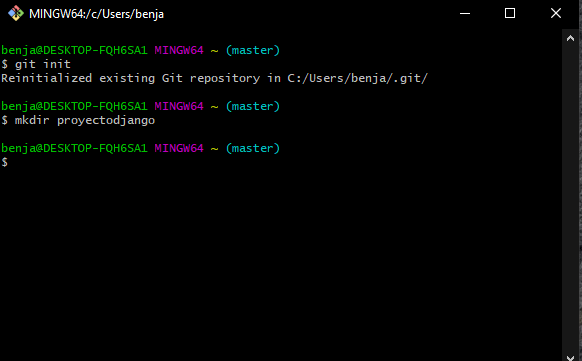 MINGW64:/c/Users/benja
benja@DESKTOP-FQH6SA1 MINGW64 ~ (master)
$ git init
Reinitialized existing Git repository in C:/Users/benja/.git/
benja@DESKTOP-FQH6SA1 MINGW64 ~ (master)
$ mkdir proyectodjango
benja@DESKTOP-FQH6SA1 MINGW64 ~ (master)
$